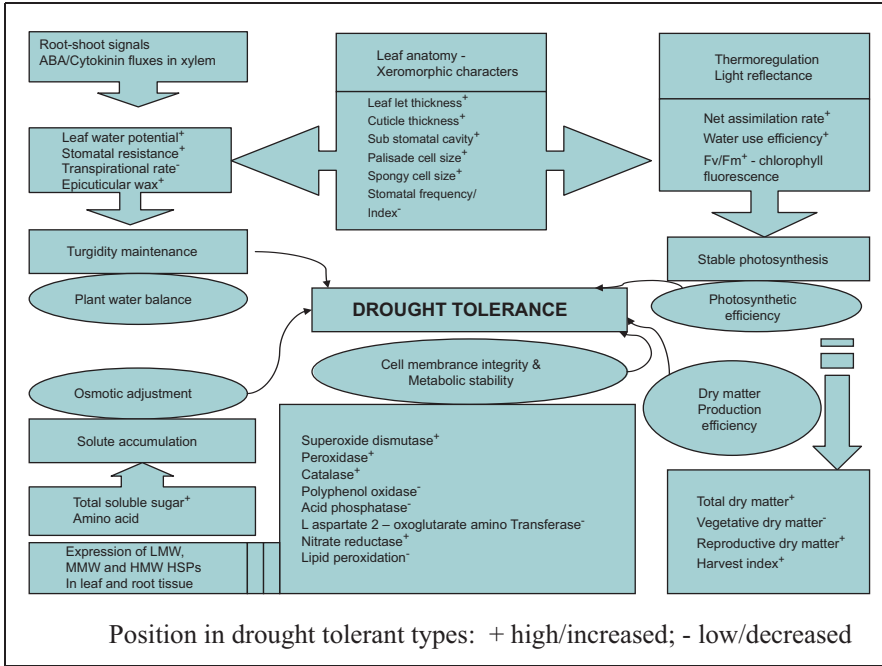 Root-shoot signals
ABA/Cytokinin fluxes in xylem
Leaf water potential+
Stomatal resistance+
Transpirational rate-
Epicuticular wax+
Turgidity maintenance
Plant water balance
Osmotic adjustment
Solute accumulation
Total soluble sugar+
Amino acid
Expression of LMW,
MMW and HMW HSPs
In leaf and root tissue
Leaf anatomy -
Xeromorphic characters
Leaf let thickness+
Cuticle thickness+
Sub stomatal cavity+
Palisade cell size+
Spongy cell size+
Stomatal frequency/
Index-
DROUGHT TOLERANCE
Cell membrance integrity &
Metabolic stability
Superoxide dismutase+
Peroxidase+
Catalase+
Polyphenol oxidase-
Acid phosphatase-
L aspartate 2 – oxoglutarate amino Transferase-
Nitrate reductase+
Lipid peroxidation-
Thermoregulation
Light reflectance
Net assimilation rate+
Water use efficiency+
Fv/Fm+ - chlorophyll
fluorescence
Stable photosynthesis
Photosynthetic
efficiency
Dry matter
Production
efficiency
Total dry matter+
Vegetative dry matter-
Reproductive dry matter+
Harvest index+
Position in drought tolerant types: + high/increased; - low/decreased